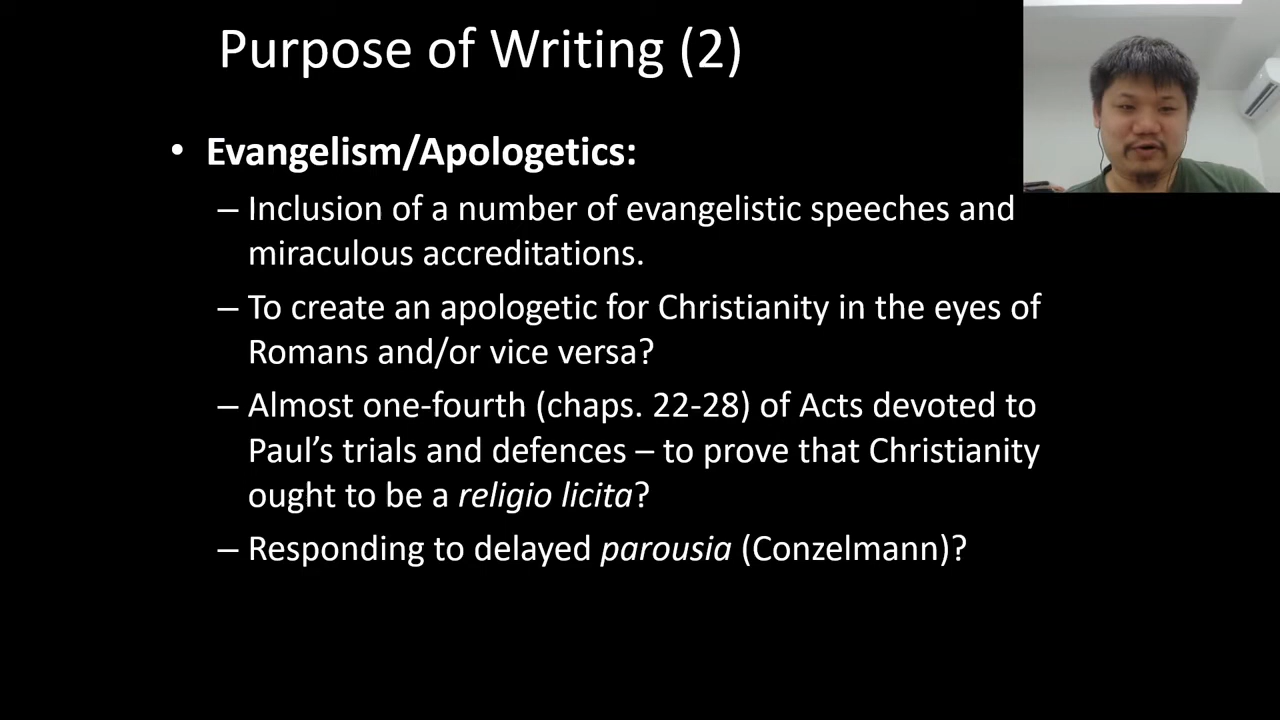 Purpose of Writing (2)
• Evangelism/Apologetics:
– Inclusion of a number of evangelistic speeches and
miraculous accreditations.
– To create an apologetic for Christianity in the eyes of
Romans and/or vice versa?
– Almost one-fourth (chaps. 22-28) of Acts devoted to
Paul’s trials and defences – to prove that Christianity
ought to be a religio licita?
– Responding to delayed parousia (Conzelmann)?